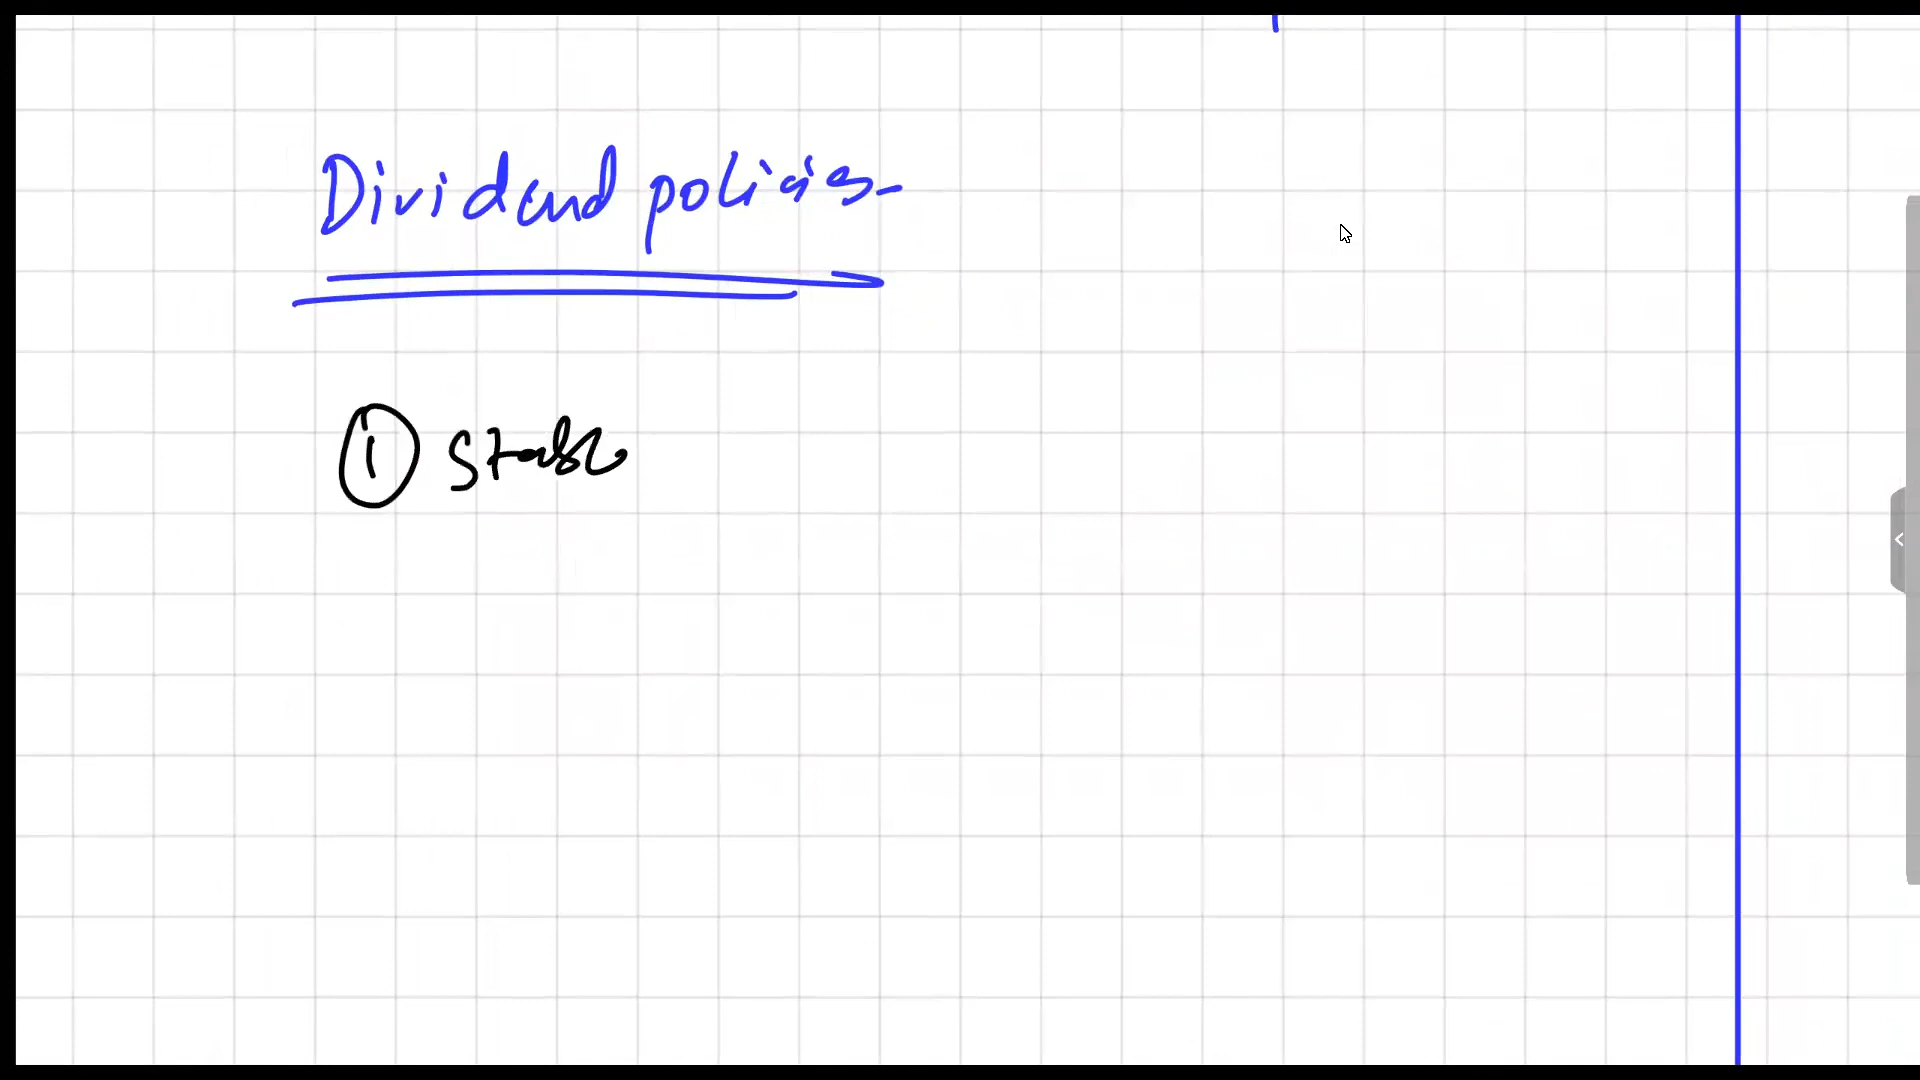 Dividend policies-
① Stable